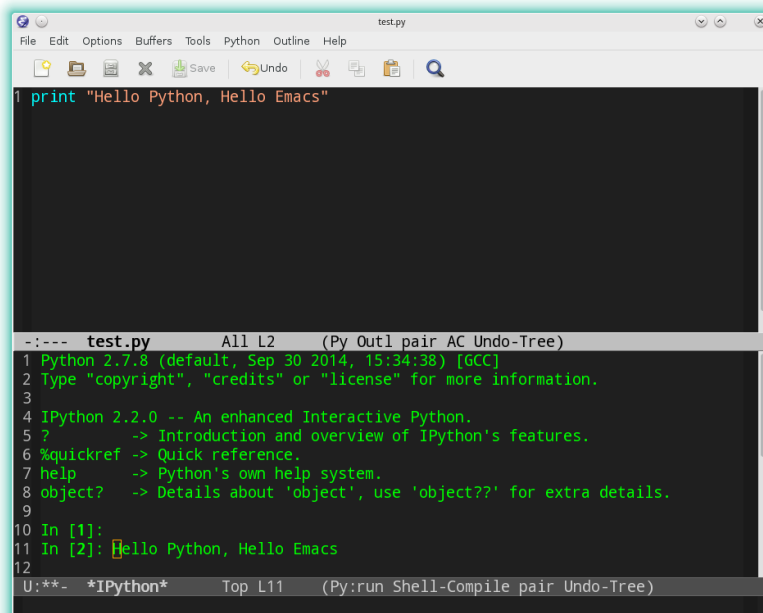 test.py
File Edit Options Buffers Tools Python Outline Help
Save Undo
1 print "Hello Python, Hello Emacs"
-:--- test.py All L2 (Py Outl pair AC Undo-Tree)
1 Python 2.7.8 (default, Sep 30 2014, 15:34:38) [GCC]
2 Type "copyright", "credits" or "license" for more information.
3
4 IPython 2.2.0 -- An enhanced Interactive Python.
5 ? -> Introduction and overview of IPython's features.
6 %quickref -> Quick reference.
7 help -> Python's own help system.
8 object? -> Details about 'object', use 'object??' for extra details.
9
10 In [1]:
11 In [2]: Hello Python, Hello Emacs
12
U:**- *IPython* Top L11 (Py:run Shell-Compile pair Undo-Tree)